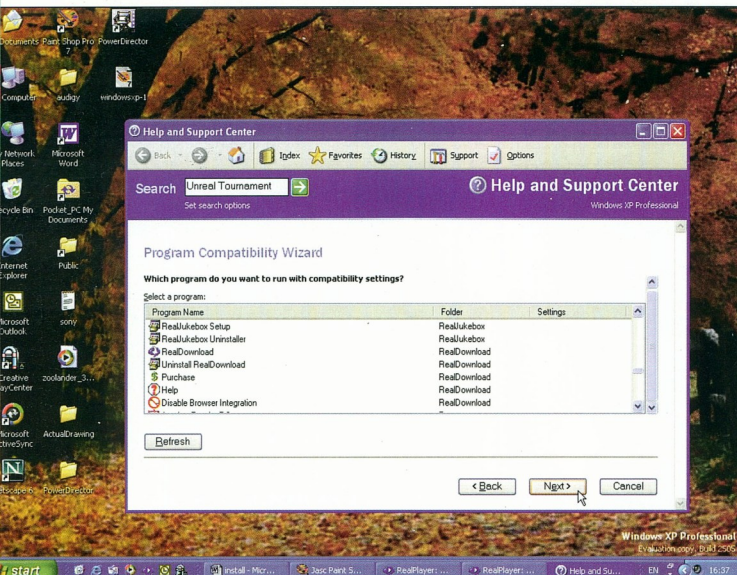 Documents
Paint Shop Pro 7
PowerDirector
Computer
audigy
windowsxp-1
Network Places
Microsoft Word
Recycle Bin
Pocket_PC My Documents
Internet Explorer
Public
Microsoft Outlook
sony
Creative PlayCenter
zoolander_3...
Microsoft ActiveSync
ActualDrawing
Netscape 6
PowerDirector
Help and Support Center
Back
Index
Favorites
History
Support
Options
Search
Unreal Tournament
Set search options
Help and Support Center
Windows XP Professional
Program Compatibility Wizard
Which program do you want to run with compatibility settings?
Select a program:
Program Name Folder Settings
RealJukebox Setup RealJukebox
RealJukebox Uninstaller RealJukebox
RealDownload RealDownload
Uninstall RealDownload RealDownload
Purchase RealDownload
Help RealDownload
Disable Browser Integration RealDownload
Refresh
< Back
Next >
Cancel
Windows XP Professional
Evaluation copy. Build 2505
start
install - Micr...
Jasc Paint S...
RealPlayer: ...
RealPlayer: ...
Help and Su...
EN
16:37